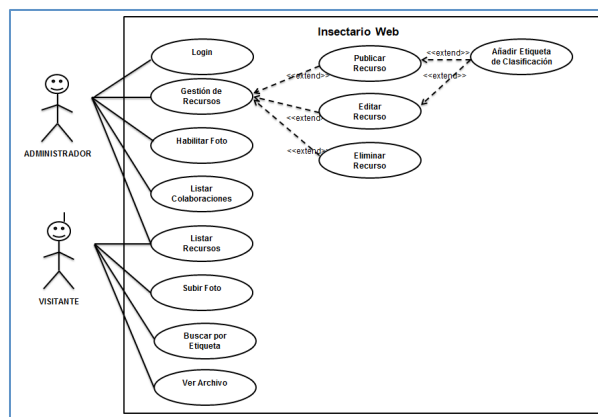 Insectario Web
Login
Publicar
Recurso
<<extend>>
Añadir Etiqueta
de Clasificación
<<extend>>
<<extend>>
Gestión de
Recursos
Editar
Recurso
<<extend>>
ADMINISTRADOR
Habilitar Foto
<<extend>>
Eliminar
Recurso
Listar
Colaboraciones
Listar
Recursos
VISITANTE
Subir Foto
Buscar por
Etiqueta
Ver Archivo